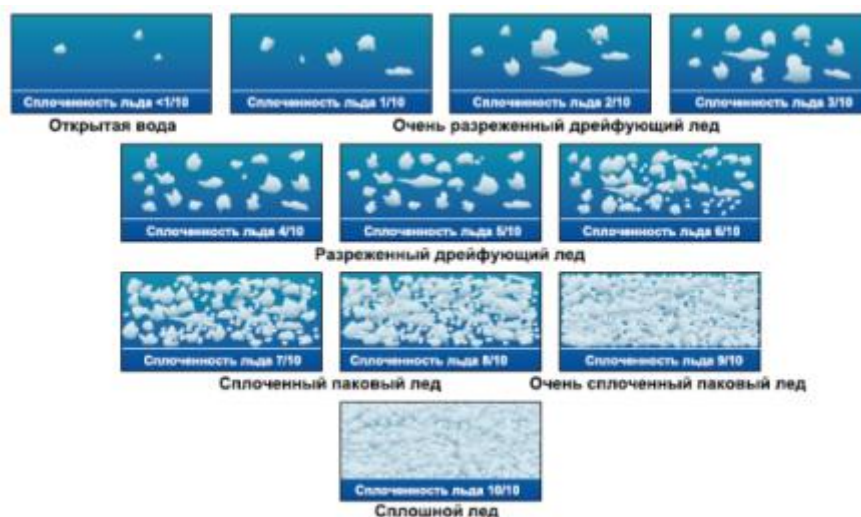 Сплоченность льда <1/10
Сплоченность льда 1/10
Сплоченность льда 2/10
Сплоченность льда 3/10
Открытая вода
Очень разреженный дрейфующий лед
Сплоченность льда 4/10
Сплоченность льда 5/10
Сплоченность льда 6/10
Разреженный дрейфующий лед
Сплоченность льда 7/10
Сплоченность льда 8/10
Сплоченность льда 9/10
Сплоченный паковый лед
Очень сплоченный паковый лед
Сплоченность льда 10/10
Сплошной лед